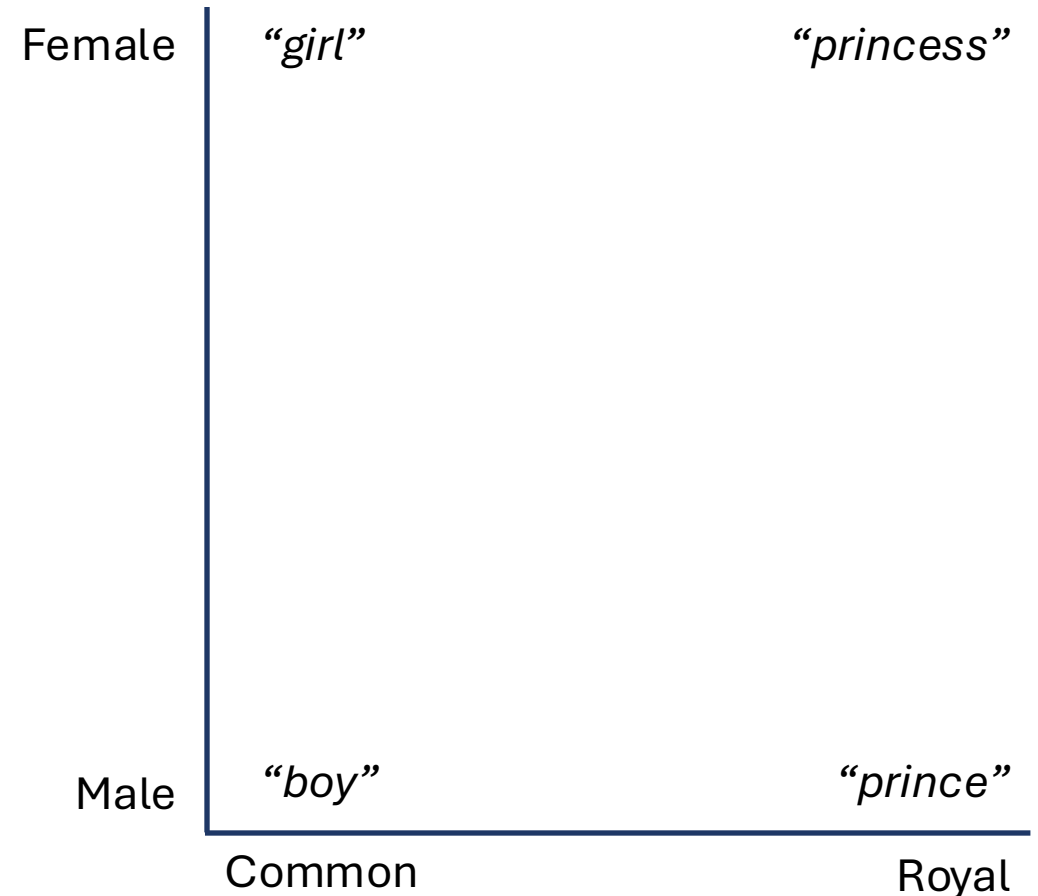 Female “girl” “princess”
Male “boy” “prince”
Common Royal